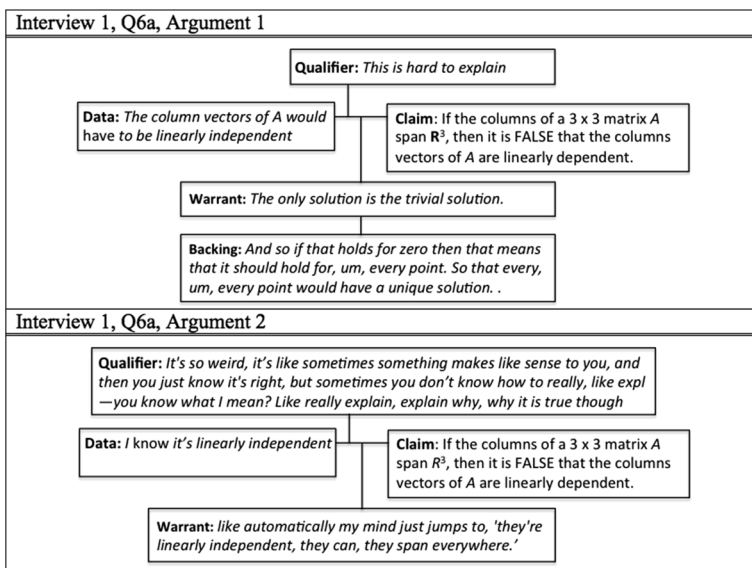 Interview 1, Q6a, Argument 1
Qualifier: This is hard to explain
Data: The column vectors of A would
have to be linearly independent
Claim: If the columns of a 3 x 3 matrix A
span R³, then it is FALSE that the columns
vectors of A are linearly dependent.
Warrant: The only solution is the trivial solution.
Backing: And so if that holds for zero then that means
that it should hold for, um, every point. So that every,
um, every point would have a unique solution. .
Interview 1, Q6a, Argument 2
Qualifier: It's so weird, it's like sometimes something makes like sense to you, and
then you just know it's right, but sometimes you don't know how to really, like expl
—you know what I mean? Like really explain, explain why, why it is true though
Data: I know it's linearly independent
Claim: If the columns of a 3 x 3 matrix A
span R³, then it is FALSE that the columns
vectors of A are linearly dependent.
Warrant: like automatically my mind just jumps to, 'they're
linearly independent, they can, they span everywhere.'